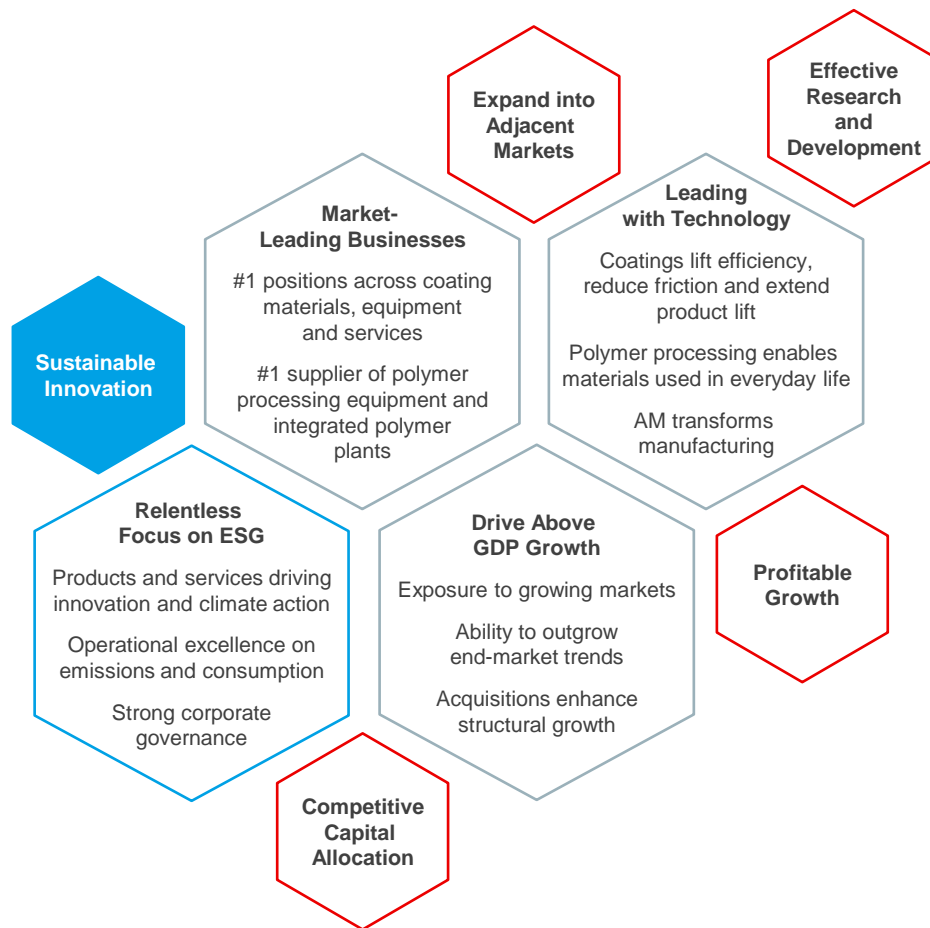 Expand into
Adjacent
Markets
Effective
Research
and
Development
Market-
Leading Businesses
#1 positions across coating
materials, equipment
and services
#1 supplier of polymer
processing equipment and
integrated polymer
plants
Leading
with Technology
Coatings lift efficiency,
reduce friction and extend
product lift
Polymer processing enables
materials used in everyday life
AM transforms
manufacturing
Sustainable
Innovation
Relentless
Focus on ESG
Products and services driving
innovation and climate action
Operational excellence on
emissions and consumption
Strong corporate
governance
Drive Above
GDP Growth
Exposure to growing markets
Ability to outgrow
end-market trends
Acquisitions enhance
structural growth
Profitable
Growth
Competitive
Capital
Allocation